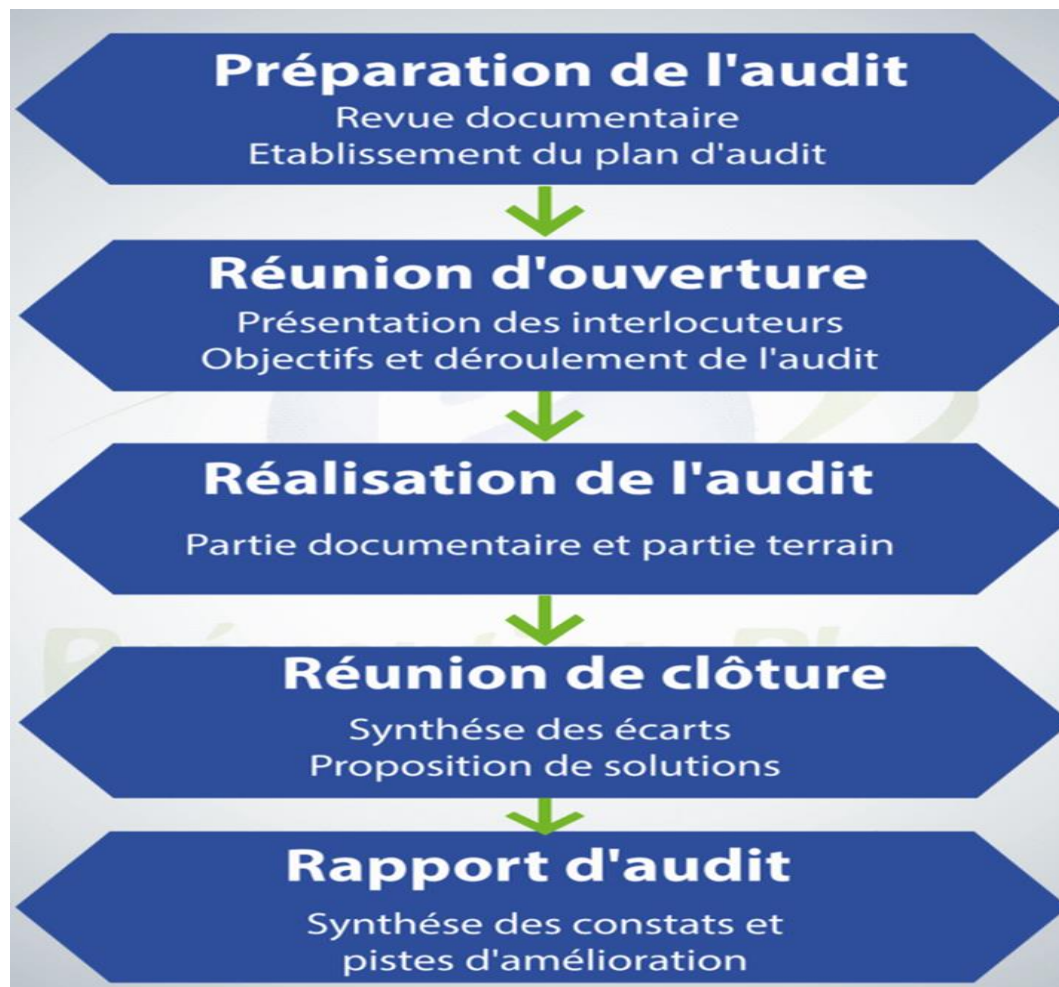 Préparation de l'audit
Revue documentaire
Etablissement du plan d'audit
Réunion d'ouverture
Présentation des interlocuteurs
Objectifs et déroulement de l'audit
Réalisation de l'audit
Partie documentaire et partie terrain
Réunion de clôture
Synthése des écarts
Proposition de solutions
Rapport d'audit
Synthése des constats et
pistes d'amélioration